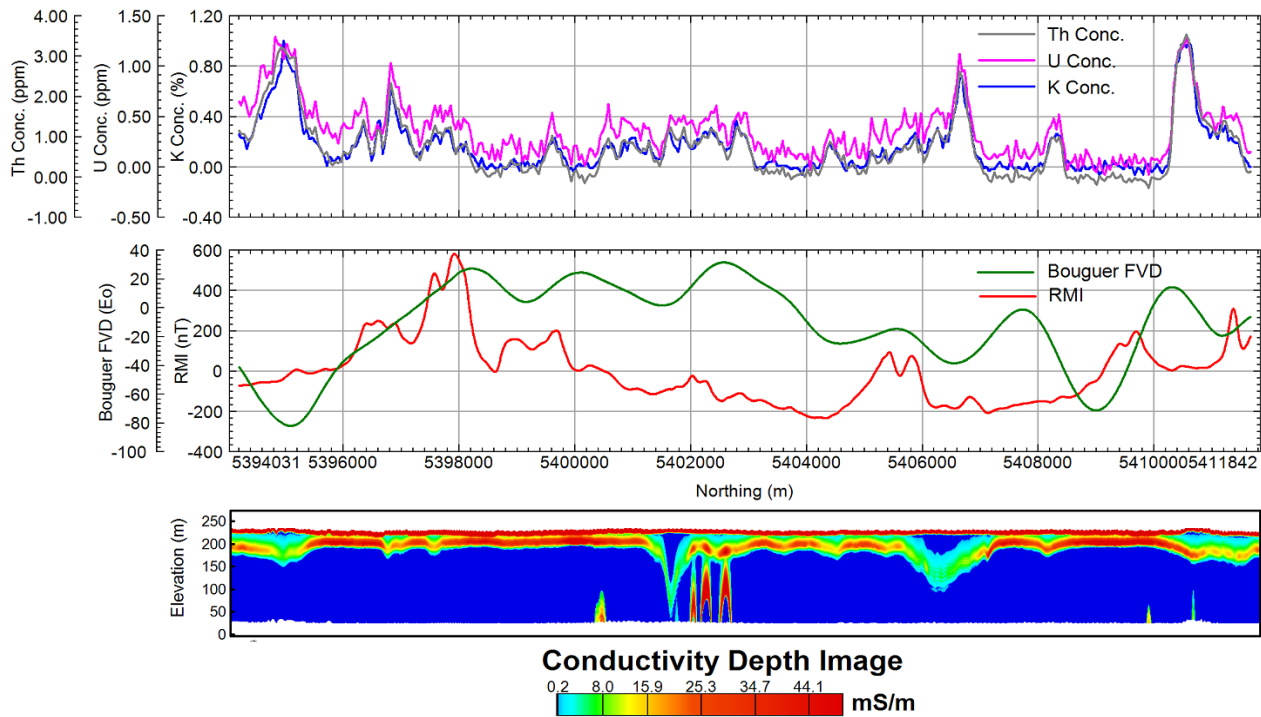 4.00 1.50 1.20
3.00 1.00 0.80
2.00 0.50 0.40
1.00 0.00 0.00
0.00
-1.00 -0.50 -0.40
Th Conc. (ppm)
U Conc. (ppm)
K Conc. (%)
Th Conc.
U Conc.
K Conc.
40 600
20 400
0
-20 200
-40 0
-60
-80 -200
-100 -400
Bouguer FVD (Eo)
RMI (nT)
Bouguer FVD
RMI
5394031 5396000 5398000 5400000 5402000 5404000 5406000 5408000 5410000 5411842
Northing (m)
250
200
150
100
50
0
Elevation (m)
Conductivity Depth Image
0.2 8.0 15.9 25.3 34.7 44.1
mS/m